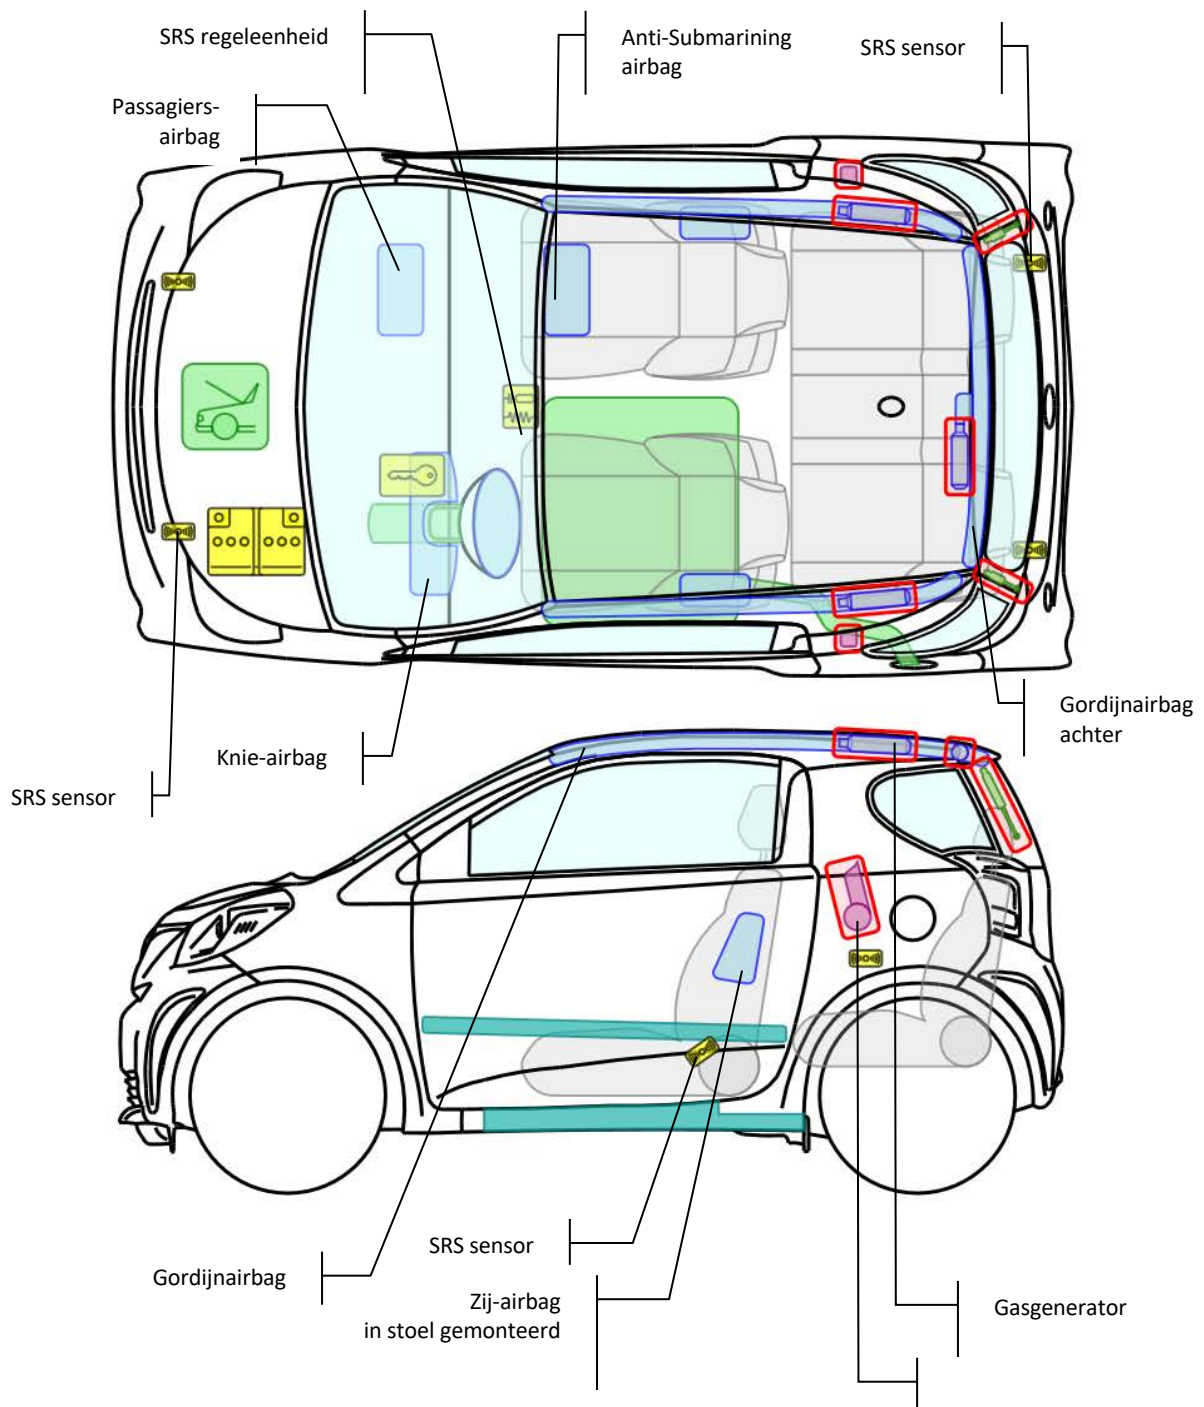 SRS regeleenheid
Anti-Submarining
airbag
SRS sensor
Passagiers-
airbag
Gordijnairbag
achter
Knie-airbag
SRS sensor
SRS sensor
Gordijnairbag
Zij-airbag
in stoel gemonteerd
Gasgenerator